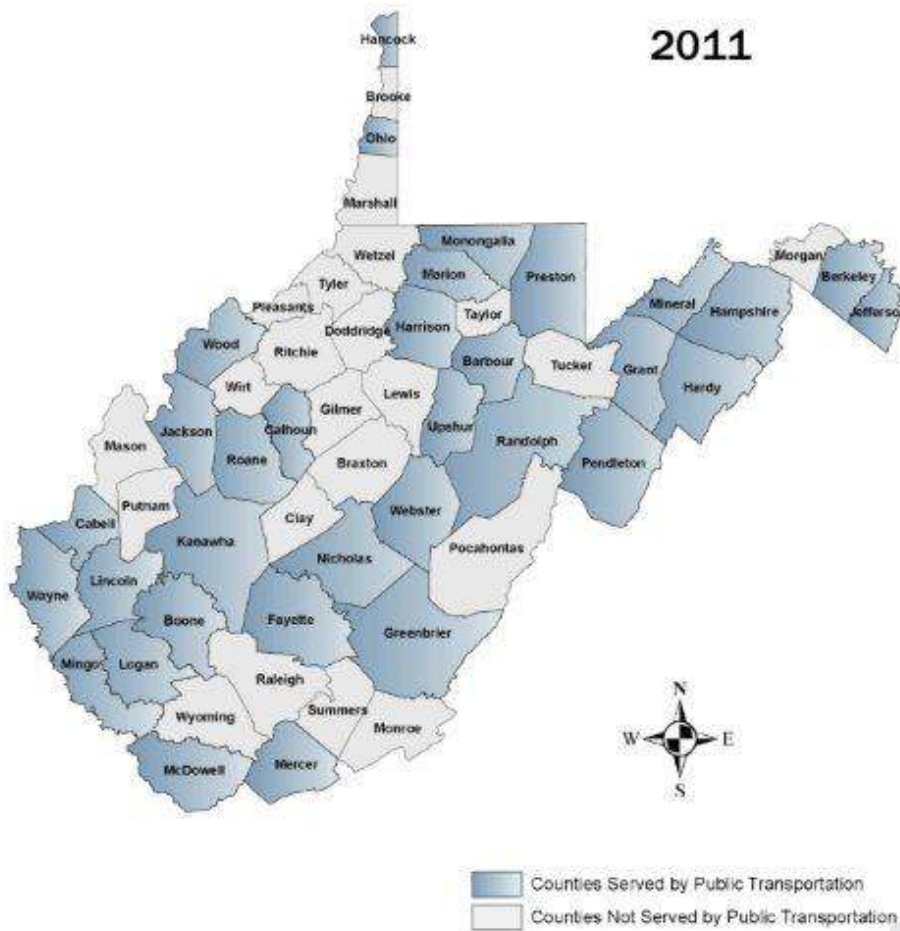 2011
Hancock
Brooke
Ohio
Marshall
Wetzel
Monongalia
Marion
Preston
Tyler
Pleasants
Doddridge
Harrison
Taylor
Morgan
Berkeley
Jefferso
Mineral
Hampshire
Wood
Ritchie
Barbour
Tucker
Grant
Hardy
Wirt
Lewis
Gilmer
Calhoun
Upshur
Randolph
Jackson
Roane
Mason
Braxton
Pendleton
Putnam
Cabell
Clay
Webster
Kanawha
Nicholas
Pocahontas
Wayne
Lincoln
Boone
Fayette
Greenbrier
Mingo
Logan
Raleigh
Summers
Wyoming
Monroe
McDowell
Mercer
N
W E
S
Counties Served by Public Transportation
Counties Not Served by Public Transportation